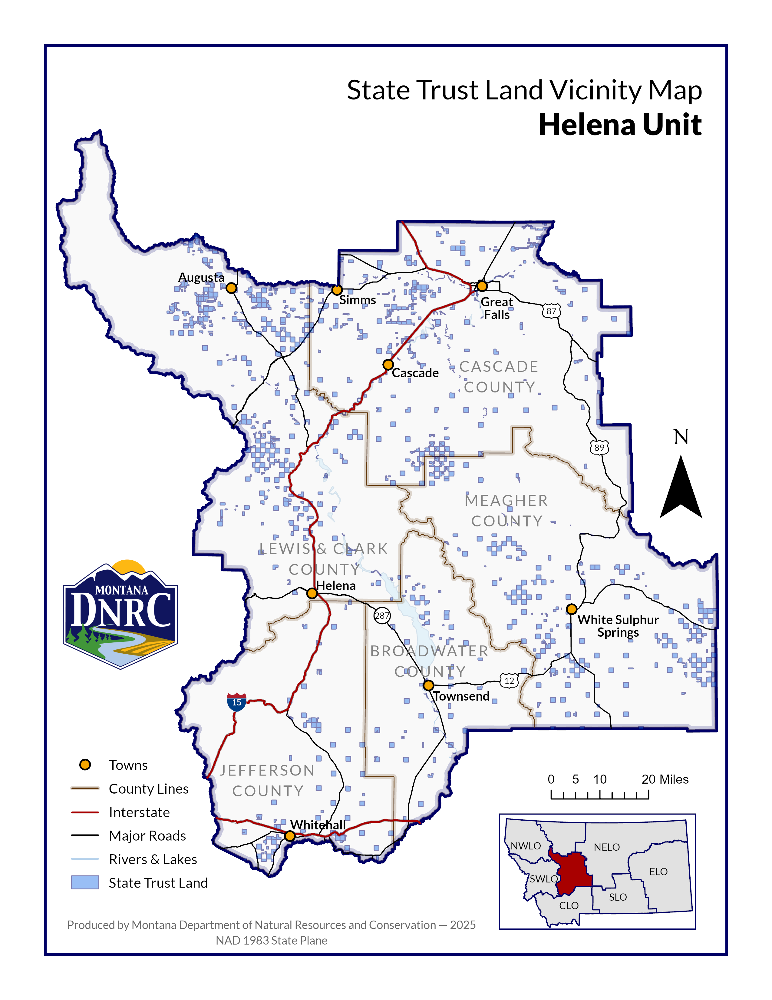 State Trust Land Vicinity Map
Helena Unit
Augusta
Simms
Great
Falls
87
Cascade
CASCADE
COUNTY
89
N
MEAGHER
COUNTY
LEWIS & CLARK
COUNTY
Helena
287
White Sulphur
Springs
MONTANA
DNRC
BROADWATER
COUNTY
12
Townsend
15
JEFFERSON
COUNTY
Whitehall
Towns
County Lines
Interstate
Major Roads
Rivers & Lakes
State Trust Land
0 5 10 20 Miles
NWLO
NELO
SWLO
ELO
SLO
CLO
Produced by Montana Department of Natural Resources and Conservation — 2025
NAD 1983 State Plane